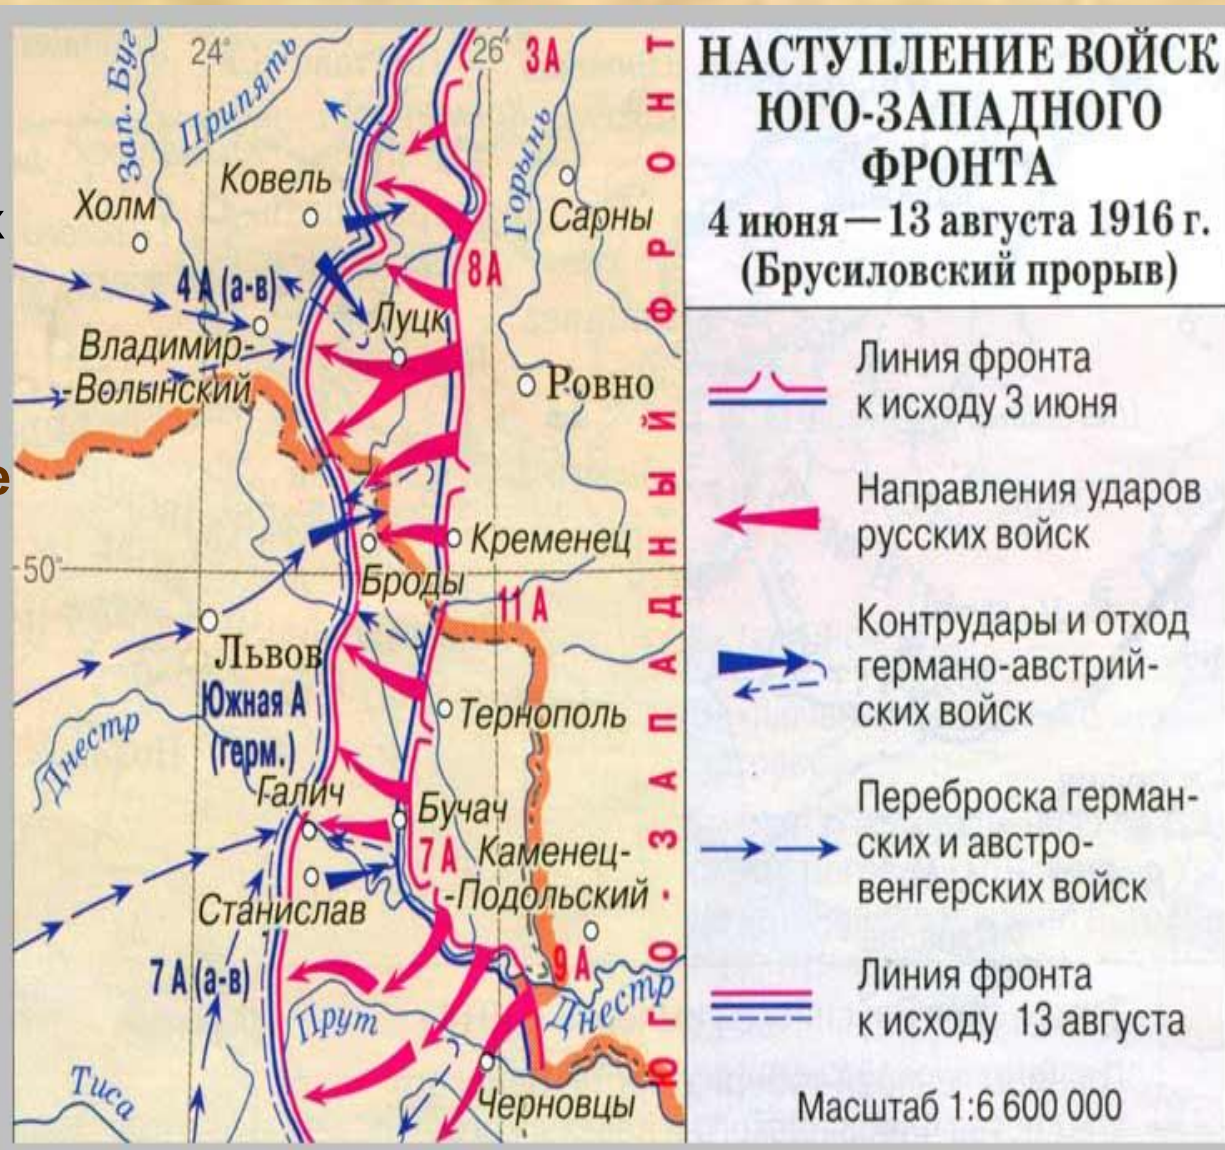 НАСТУПЛЕНИЕ ВОЙСК
ЮГО-ЗАПАДНОГО
ФРОНТА
4 июня — 13 августа 1916 г.
(Брусиловский прорыв)
Линия фронта
к исходу 3 июня
Направления ударов
русских войск
Контрудары и отход
германо-австрий-
ских войск
Переброска герман-
ских и австро-
венгерских войск
Линия фронта
к исходу 13 августа
Масштаб 1:6 600 000
24°
26°
3А
Зап. Буг
Припять
Горынь
Ковель
Холм
Сарны
8А
4 А (а-в)
Луцк
Владимир-
-Волынский
Ровно
Кременец
50°
Броды
11 А
Львов
Южная А
(герм.)
Тернополь
Днестр
Галич
Бучач
7 А
Каменец-
-Подольский
Станислав
9 А
7 А (а-в)
Днестр
Прут
Тиса
Черновцы
ЮГО-ЗАПАДНЫЙ ФРОНТ
к
е